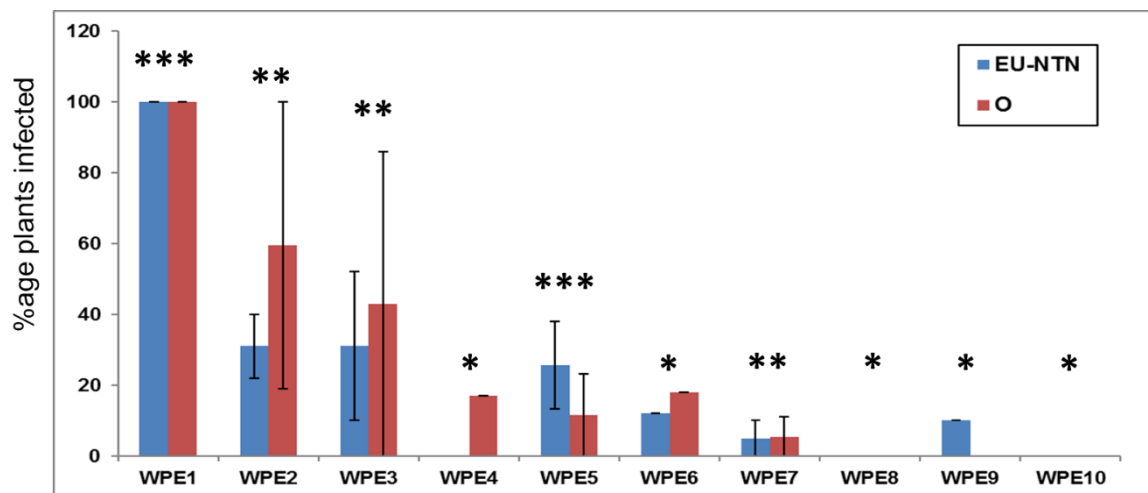 120
100
80
60
40
20
0
%age plants infected
*** ** ** * *** * ** * * *
EU-NTN
O
WPE1 WPE2 WPE3 WPE4 WPE5 WPE6 WPE7 WPE8 WPE9 WPE10